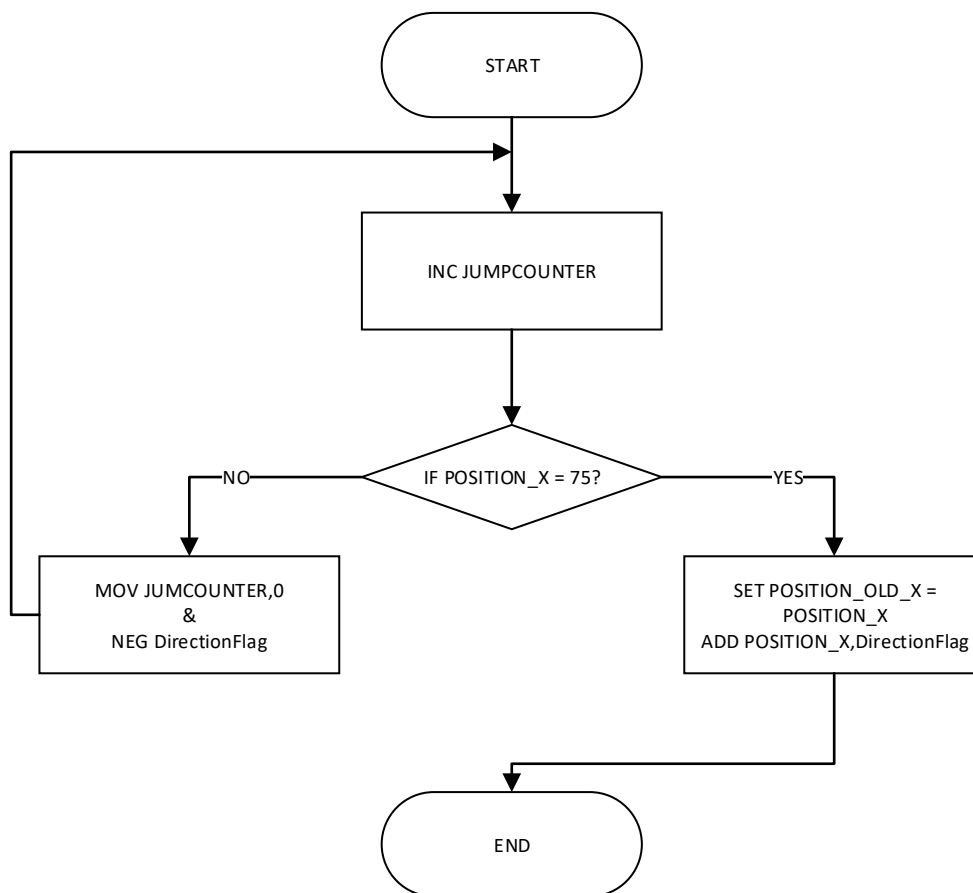 START
INC JUMPCOUNTER
IF POSITION_X = 75?
NO
YES
MOV JUMCOUNTER,0
&
NEG DirectionFlag
SET POSITION_OLD_X =
POSITION_X
ADD POSITION_X,DirectionFlag
END